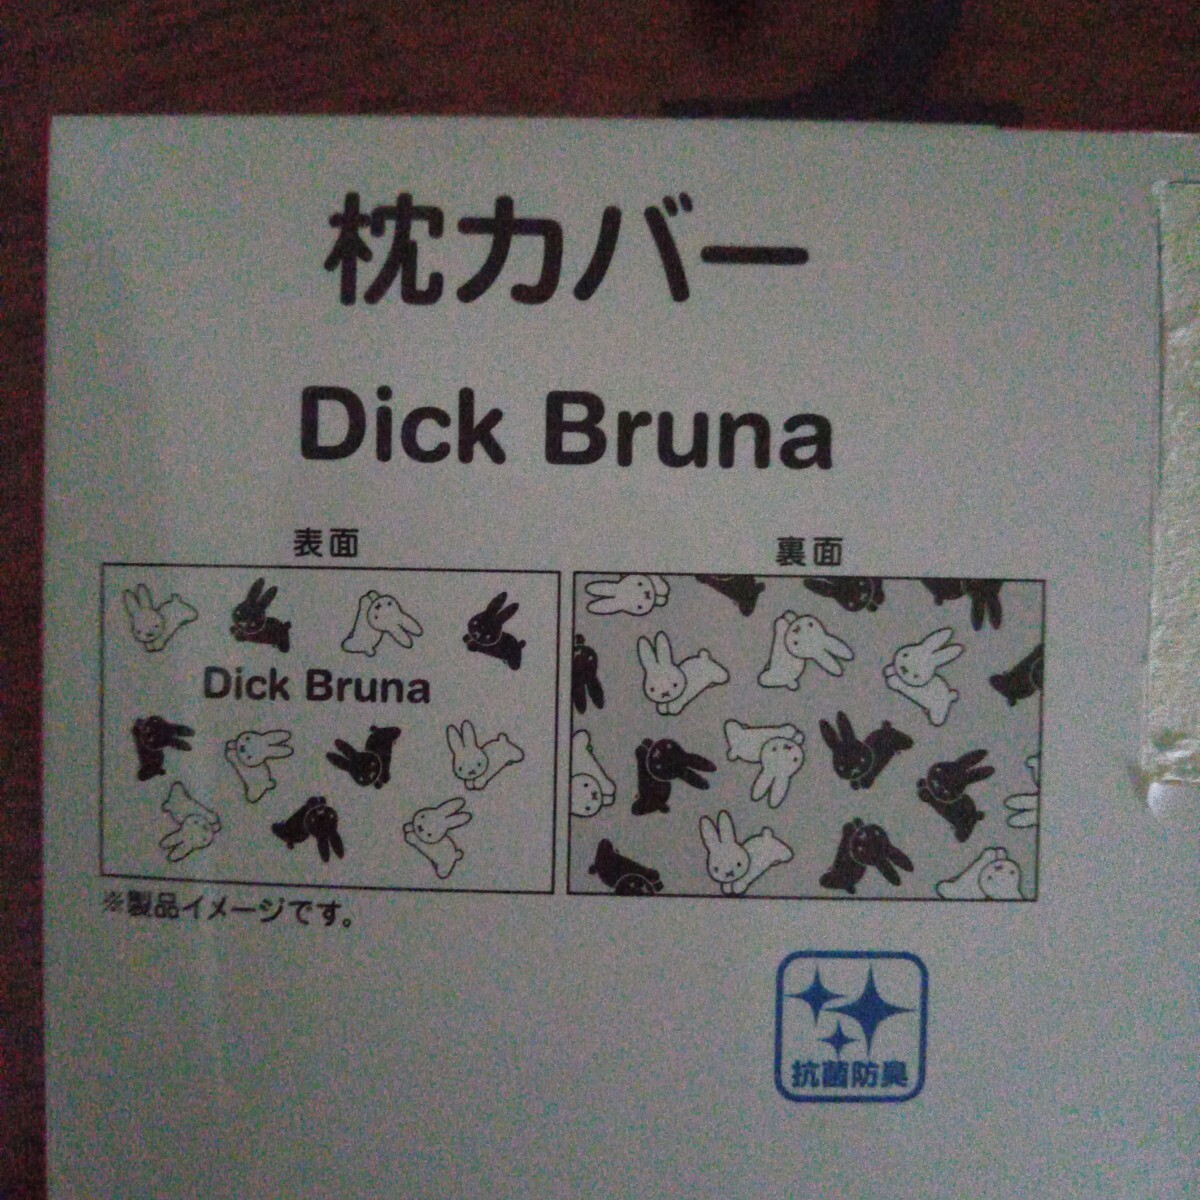 枕カバー
Dick Bruna
表面
裏面
Dick Bruna
※製品イメージです。
抗菌防臭